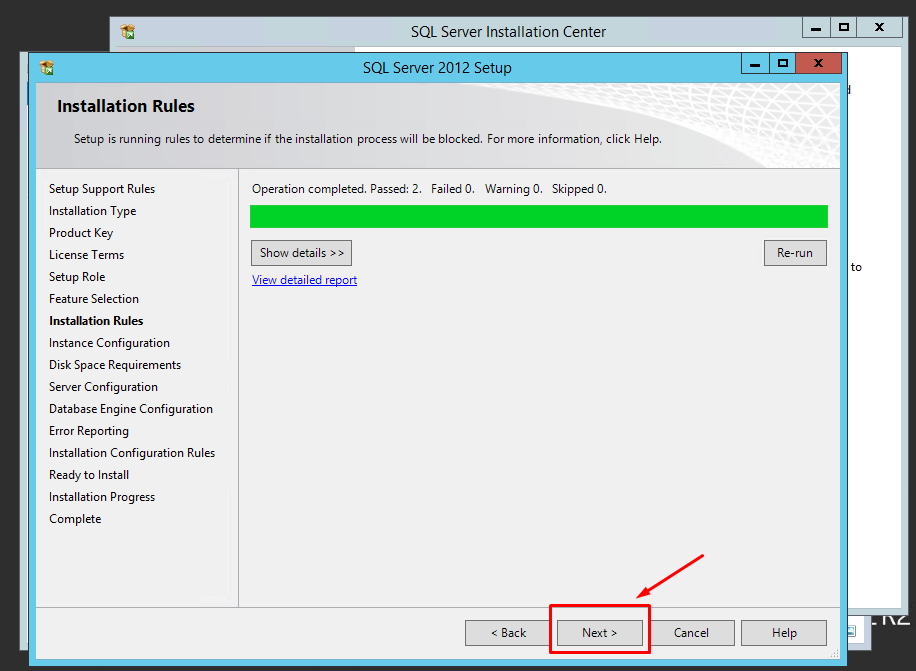 SQL Server Installation Center
SQL Server 2012 Setup
Installation Rules
Setup is running rules to determine if the installation process will be blocked. For more information, click Help.
Setup Support Rules
Installation Type
Product Key
License Terms
Setup Role
Feature Selection
Installation Rules
Instance Configuration
Disk Space Requirements
Server Configuration
Database Engine Configuration
Error Reporting
Installation Configuration Rules
Ready to Install
Installation Progress
Complete
Operation completed. Passed: 2. Failed 0. Warning 0. Skipped 0.
Show details >>
Re-run
View detailed report
to
< Back
Next >
Cancel
Help
R2